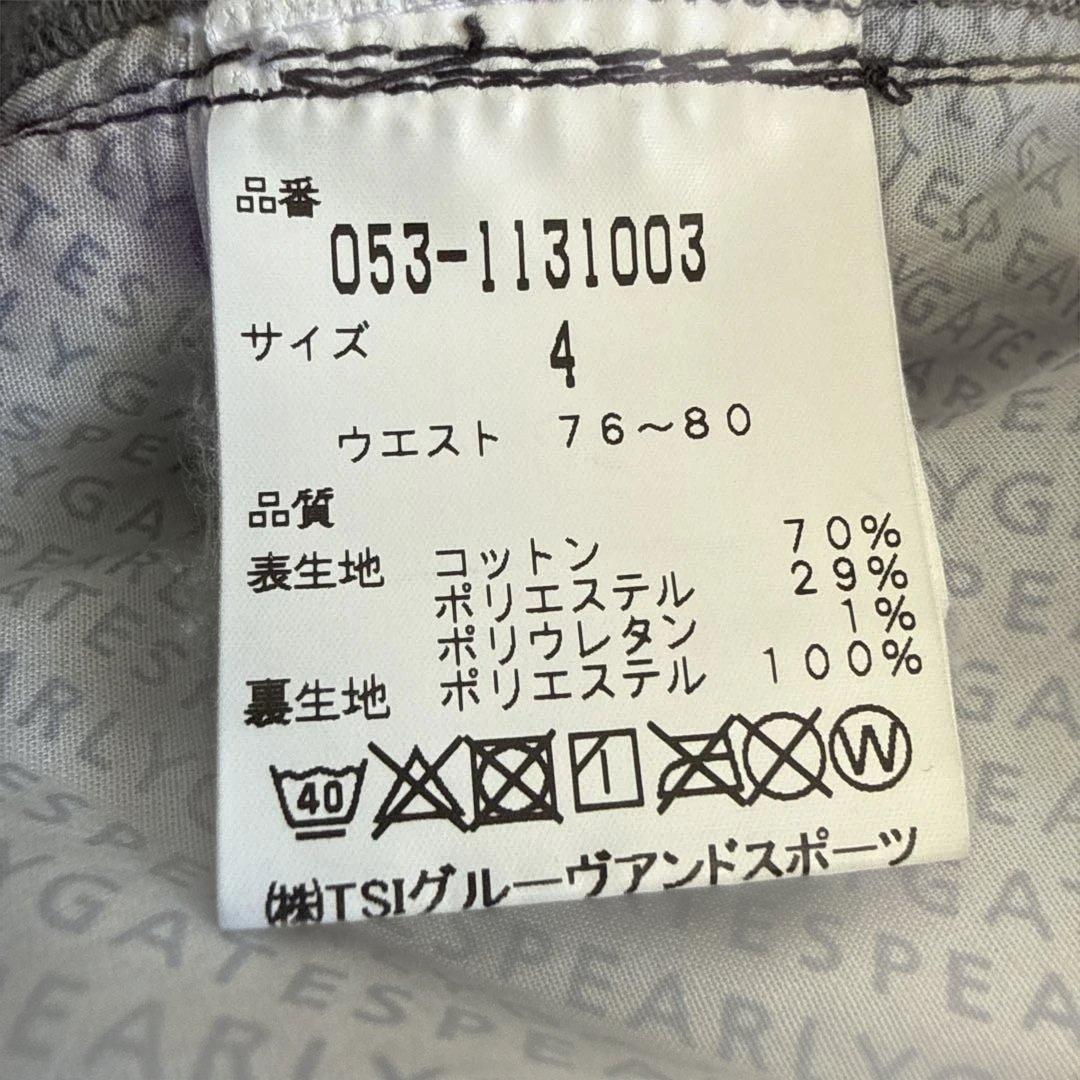 品番
053-1131003
サイズ 4
ウエスト 76〜80
品質
表生地 コットン 70%
ポリエステル 29%
ポリウレタン 1%
裏生地 ポリエステル 100%
40 1 W
㈱TSIグルーヴアンドスポーツ
PEARLY GATES